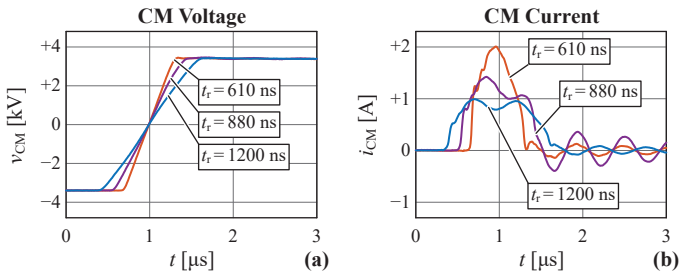 CM Voltage
+4
+2
0
−2
−4
v_CM [kV]
t_r = 610 ns
t_r = 880 ns
t_r = 1200 ns
0
1
2
3
t [µs]
(a)
CM Current
+2
+1
0
−1
i_CM [A]
t_r = 610 ns
t_r = 880 ns
t_r = 1200 ns
0
1
2
3
t [µs]
(b)